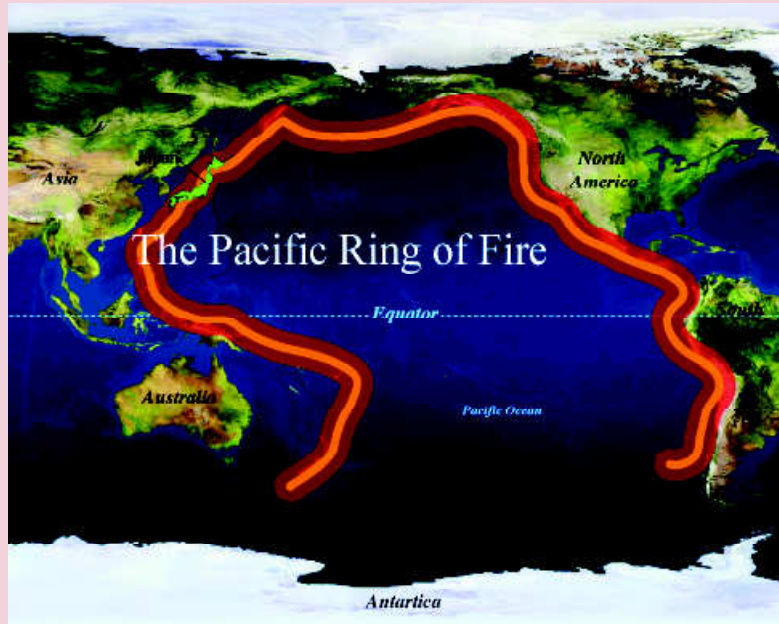 Japan
Asia
North
America
The Pacific Ring of Fire
Equator
South
Australia
Pacific Ocean
Antartica